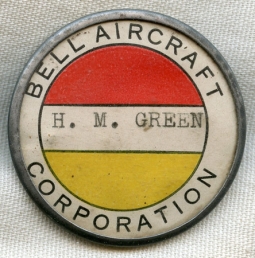 BELL AIRCRAFT
H. M. GREEN
CORPORATION